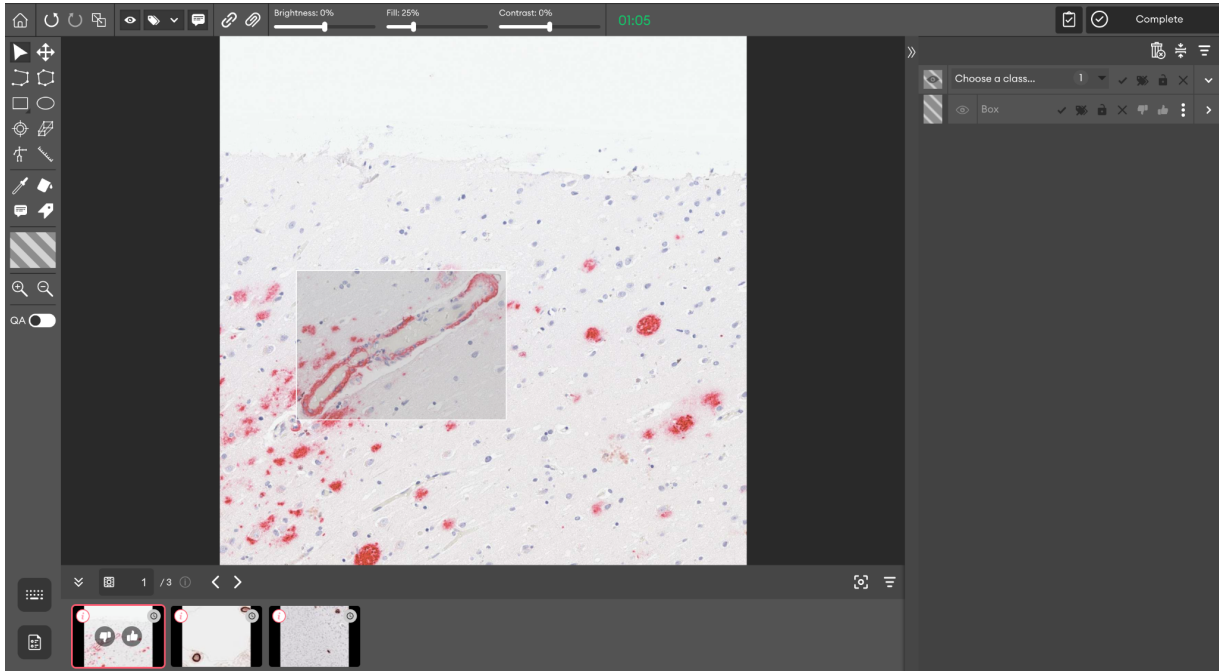 Brightness: 0%
Fill: 25%
Contrast: 0%
01:05
Complete
Choose a class...
1
Box
QA
1 /3